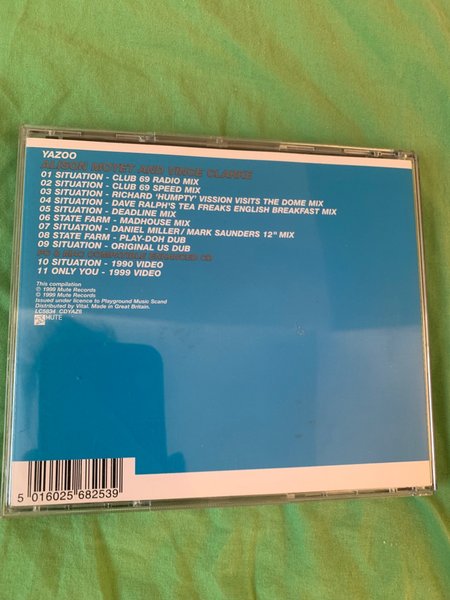 YAZOO
ALISON MOYET AND VINCE CLARKE
01 SITUATION - CLUB 69 RADIO MIX
02 SITUATION - CLUB 69 SPEED MIX
03 SITUATION - RICHARD 'HUMPTY' VISSION VISITS THE DOME MIX
04 SITUATION - DAVE RALPH'S TEA FREAKS ENGLISH BREAKFAST MIX
05 SITUATION - DEADLINE MIX
06 STATE FARM - MADHOUSE MIX
07 SITUATION - DANIEL MILLER/ MARK SAUNDERS 12" MIX
08 STATE FARM - PLAY-DOH DUB
09 SITUATION - ORIGINAL US DUB
ENHANCED CD
10 SITUATION - 1990 VIDEO
11 ONLY YOU - 1999 VIDEO
This compilation
℗ 1999 Mute Records
© 1999 Mute Records
Issued under licence to Playground Music Scand
Distributed by Vital. Made in Great Britain.
LC5834 CDYAZ8
MUTE
5 016025 682539